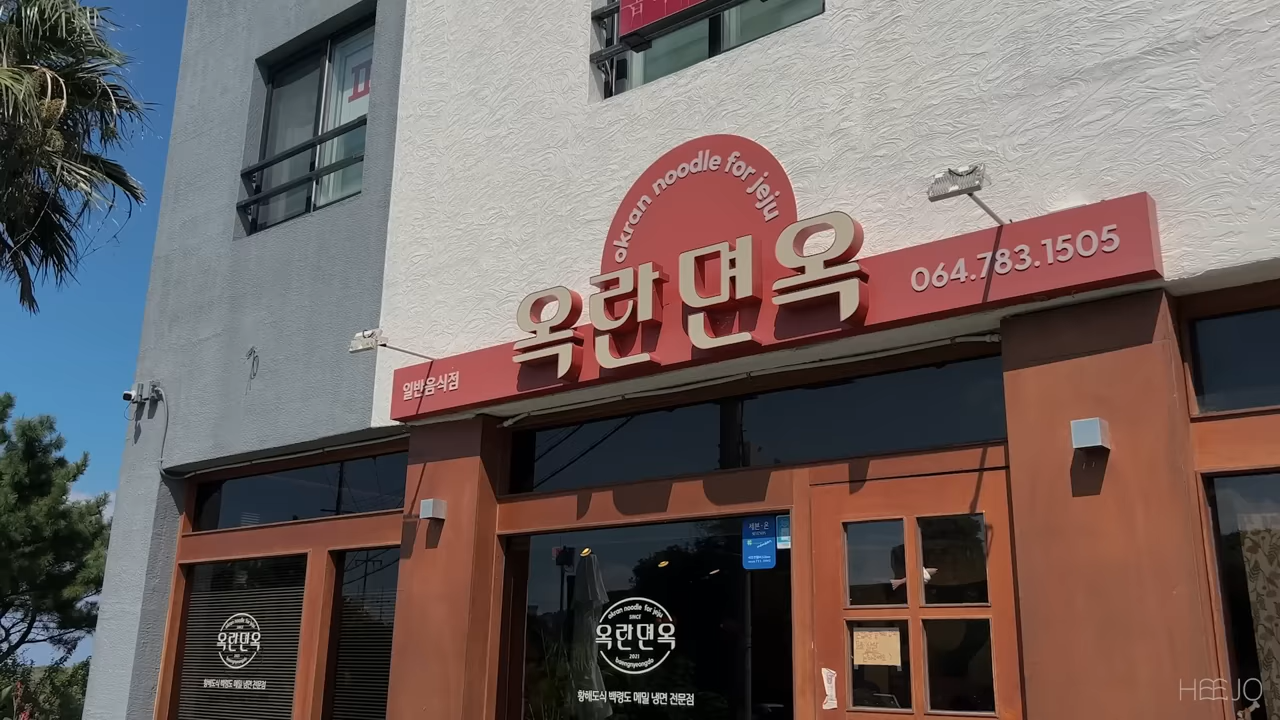 okran noodle for jeju
옥란면옥
064.783.1505
일반음식점
세븐·온
okran noodle for jeju
SINCE
옥란면옥
2021
baengnyeongdo
황해도식 백령도 메밀 냉면 전문점
옥란면옥
황해도식 백령도 메밀 냉면 전문점
HEEJO